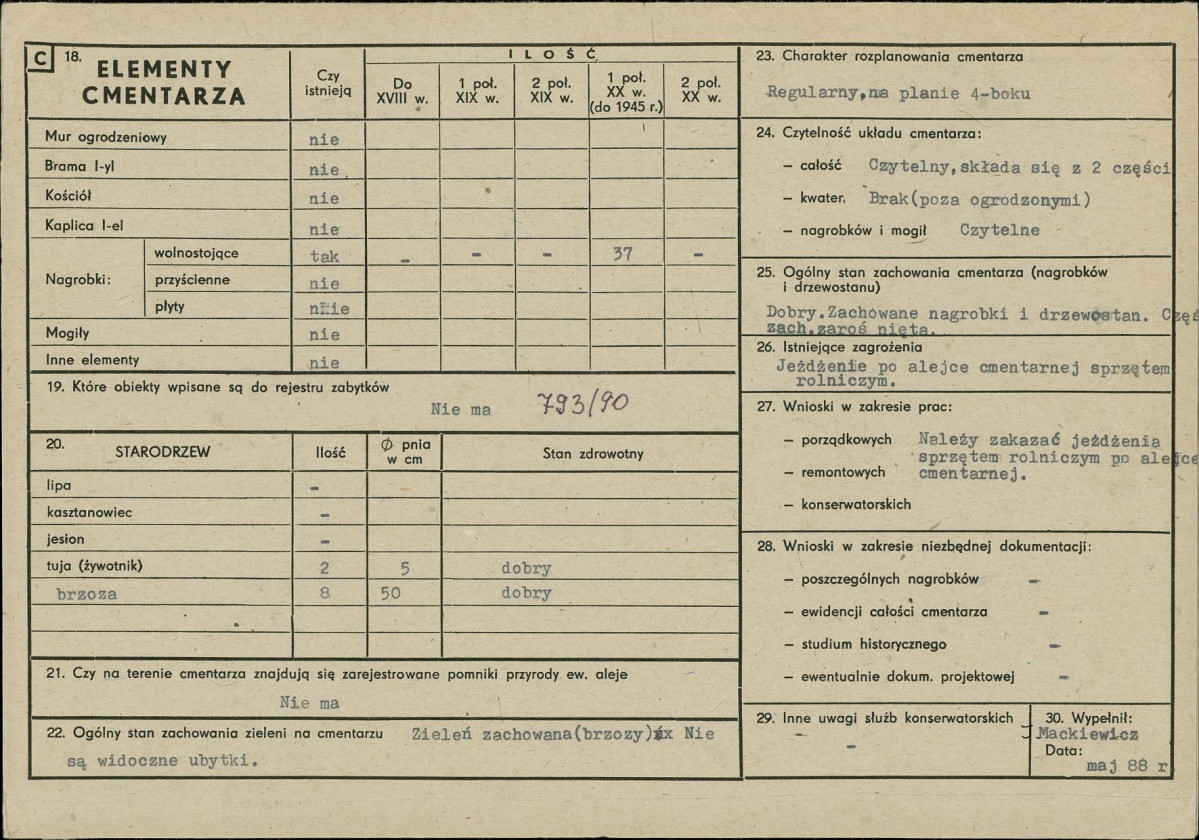 C 18. ELEMENTY CMENTARZA
Czy istnieją
ILOŚĆ
Do XVIII w.
1 poł. XIX w.
2 poł. XIX w.
1 poł. XX w. (do 1945 r.)
2 poł. XX w.
Mur ogrodzeniowy nie
Brama I-yl nie
Kościół nie
Kaplica I-el nie
Nagrobki: wolnostojące tak - - - 37 -
przyścienne nie
płyty nie
Mogiły nie
Inne elementy nie
19. Które obiekty wpisane są do rejestru zabytków
Nie ma 793/90
20. STARODRZEW Ilość Ø pnia w cm Stan zdrowotny
lipa -
kasztanowiec -
jesion -
tuja (żywotnik) 2 5 dobry
brzoza 8 50 dobry
21. Czy na terenie cmentarza znajdują się zarejestrowane pomniki przyrody ew. aleje
Nie ma
22. Ogólny stan zachowania zieleni na cmentarzu Zieleń zachowana(brzozy) Nie
są widoczne ubytki.
23. Charakter rozplanowania cmentarza
Regularny,na planie 4-boku
24. Czytelność układu cmentarza:
– całość Czytelny,składa się z 2 części
– kwater, Brak(poza ogrodzonymi)
– nagrobków i mogił Czytelne
25. Ogólny stan zachowania cmentarza (nagrobków
i drzewostanu)
Dobry.Zachowane nagrobki i drzewostan. Częś
zach.zaroś nięta.
26. Istniejące zagrożenia
Jeżdżenie po alejce cmentarnej sprzętem
rolniczym.
27. Wnioski w zakresie prac:
– porządkowych Należy zakazać jeżdżenia
sprzętem rolniczym po alejce
– remontowych cmentarnej.
– konserwatorskich
28. Wnioski w zakresie niezbędnej dokumentacji:
– poszczególnych nagrobków -
– ewidencji całości cmentarza -
– studium historycznego -
– ewentualnie dokum. projektowej -
29. Inne uwagi służb konserwatorskich
- -
30. Wypełnił:
Mackiewicz
Data:
maj 88 r